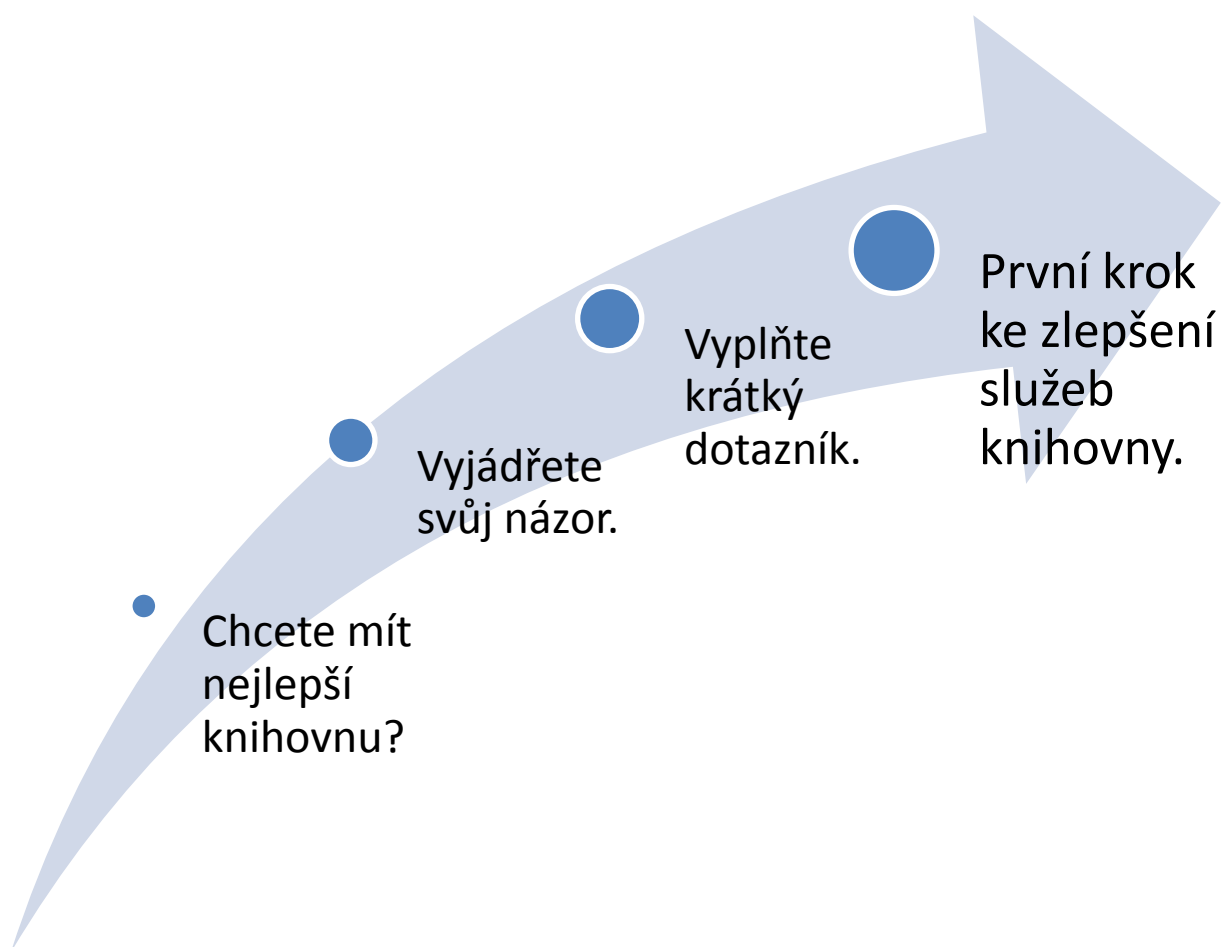 Chcete mít
nejlepší
knihovnu?
Vyjádřete
svůj názor.
Vyplňte
krátký
dotazník.
První krok
ke zlepšení
služeb
knihovny.